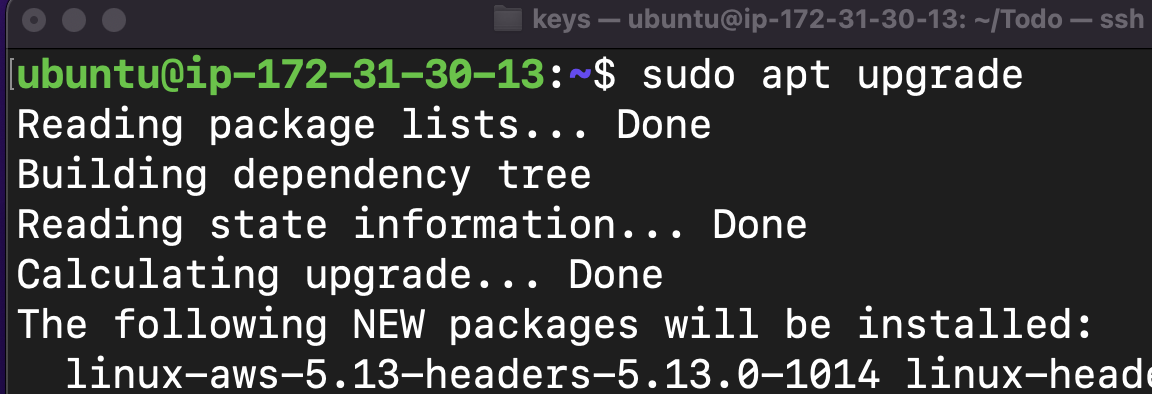 keys — ubuntu@ip-172-31-30-13: ~/Todo — ssh
ubuntu@ip-172-31-30-13:~$ sudo apt upgrade
Reading package lists... Done
Building dependency tree
Reading state information... Done
Calculating upgrade... Done
The following NEW packages will be installed:
linux-aws-5.13-headers-5.13.0-1014 linux-heade